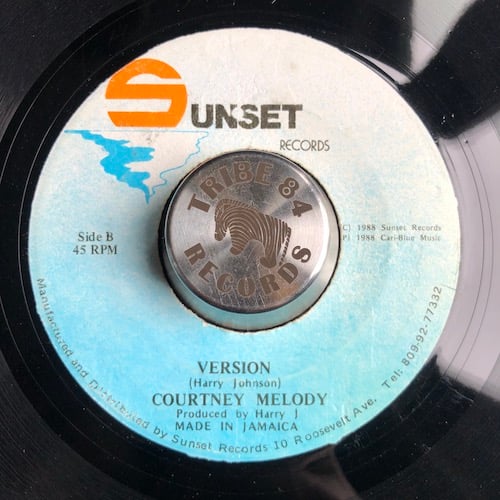 SUNSET
RECORDS
TRIBE 84
RECORDS
Side B
45 RPM
(C) 1988 Sunset Records
(P) 1988 Cari-Blue Music
VERSION
(Harry Johnson)
COURTNEY MELODY
Produced by Harry J
MADE IN JAMAICA
Manufactured and Distributed by Sunset Records 10 Roosevelt Ave. Tel: 809-92-77332